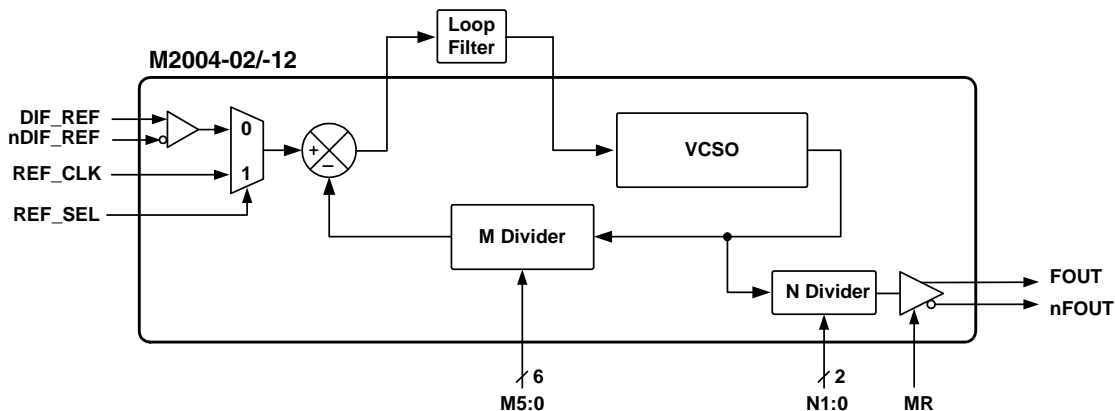 Loop
Filter
M2004-02/-12
DIF_REF
nDIF_REF
REF_CLK
REF_SEL
0
1
+
–
VCSO
M Divider
N Divider
FOUT
nFOUT
6
M5:0
2
N1:0
MR